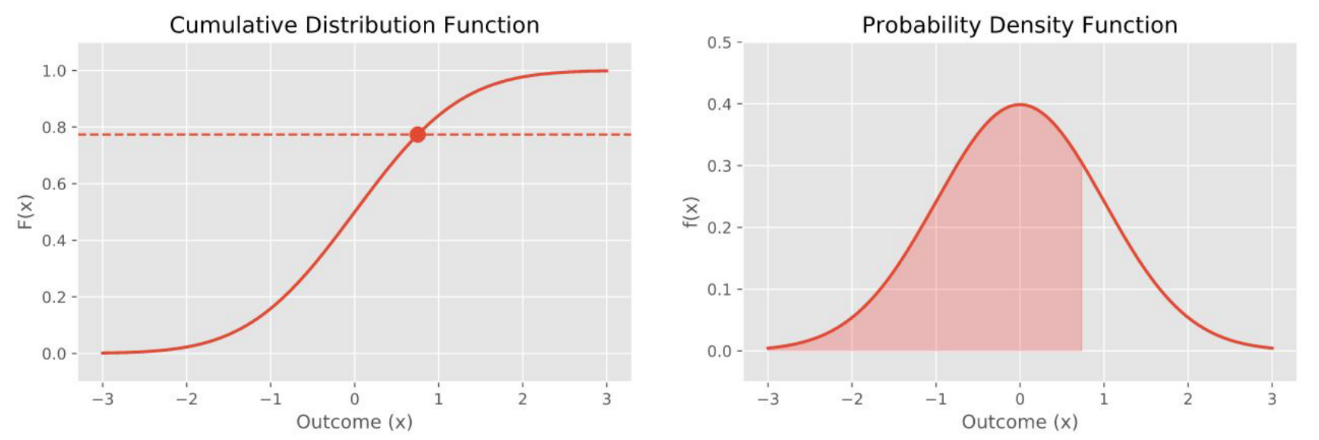 Cumulative Distribution Function
1.0
0.8
0.6
0.4
0.2
0.0
F(x)
−3 −2 −1 0 1 2 3
Outcome (x)
Probability Density Function
0.5
0.4
0.3
0.2
0.1
0.0
f(x)
−3 −2 −1 0 1 2 3
Outcome (x)